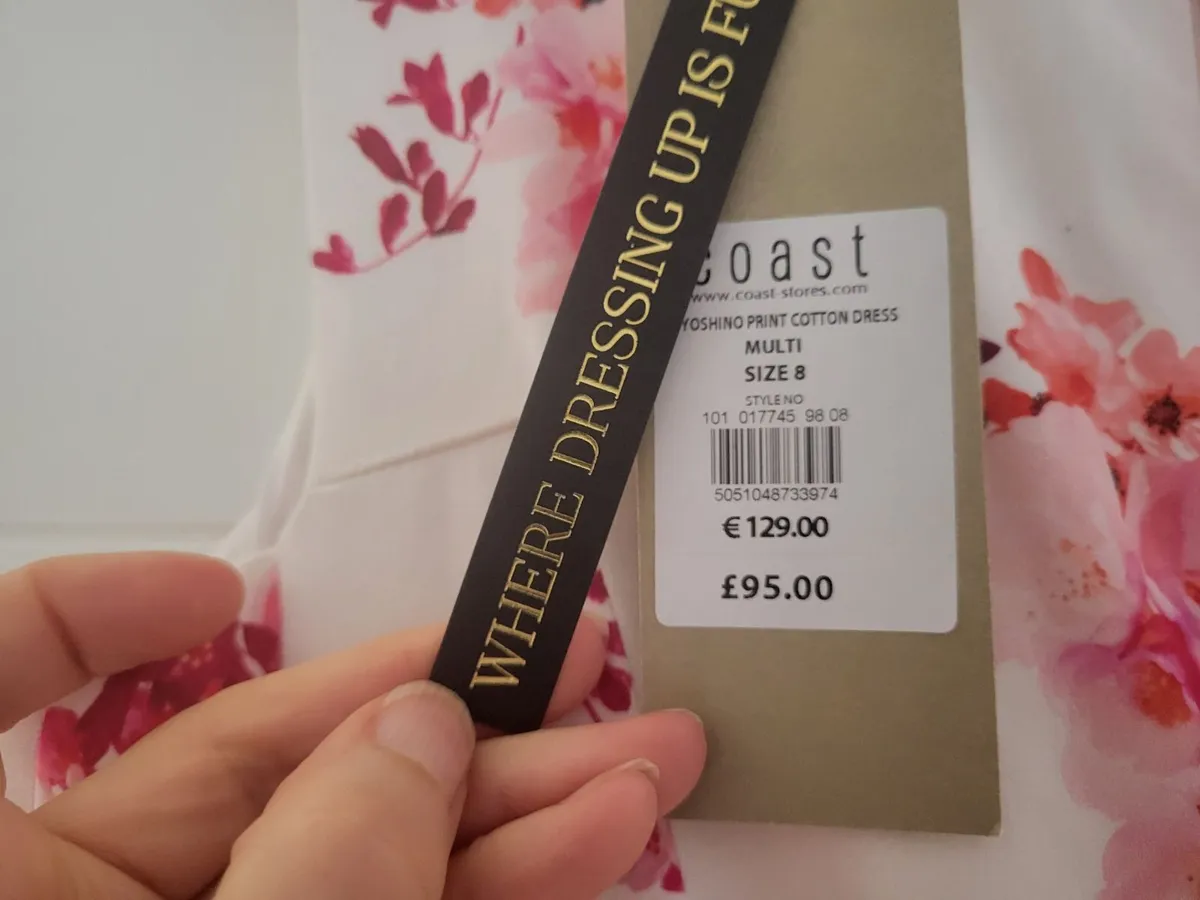 WHERE DRESSING UP IS
coast
www.coast-stores.com
YOSHINO PRINT COTTON DRESS
MULTI
SIZE 8
STYLE NO
101 017745 98 08
5051048733974
€ 129.00
£95.00